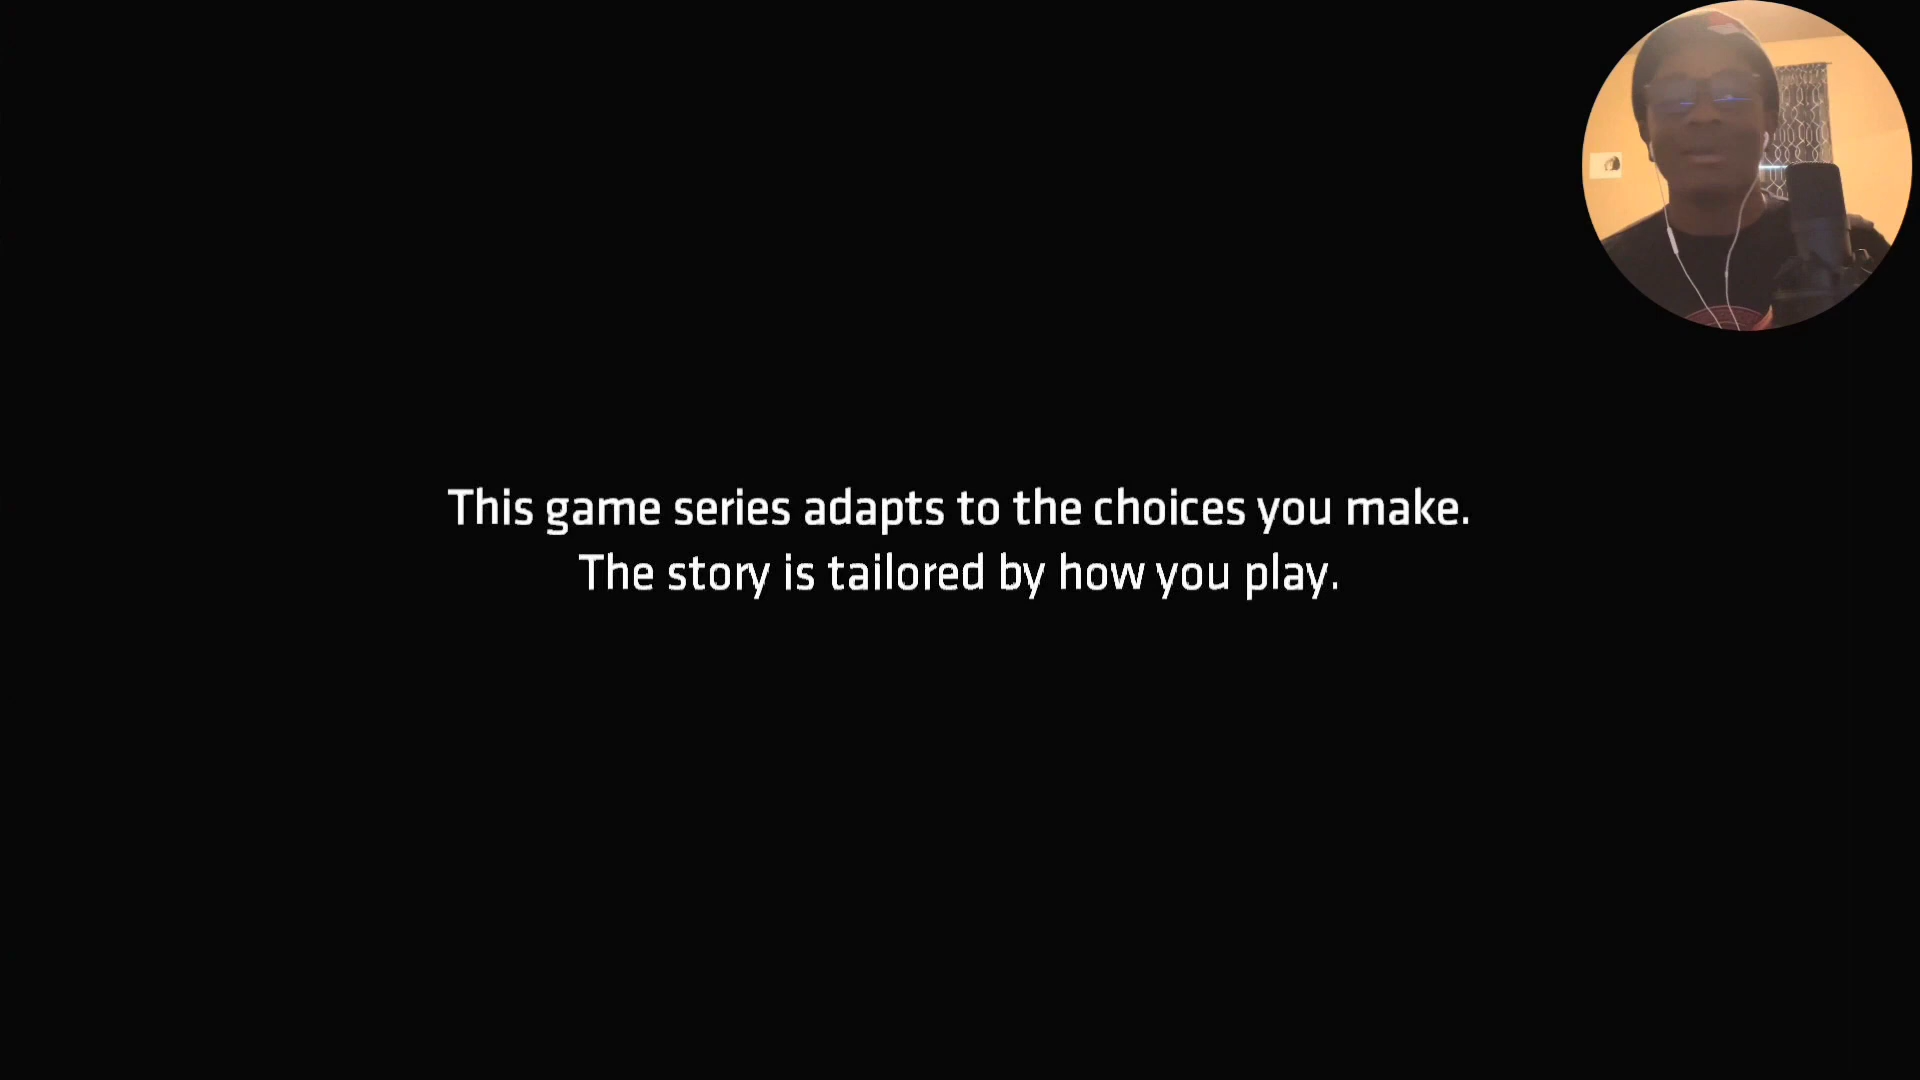 This game series adapts to the choices you make.
The story is tailored by how you play.